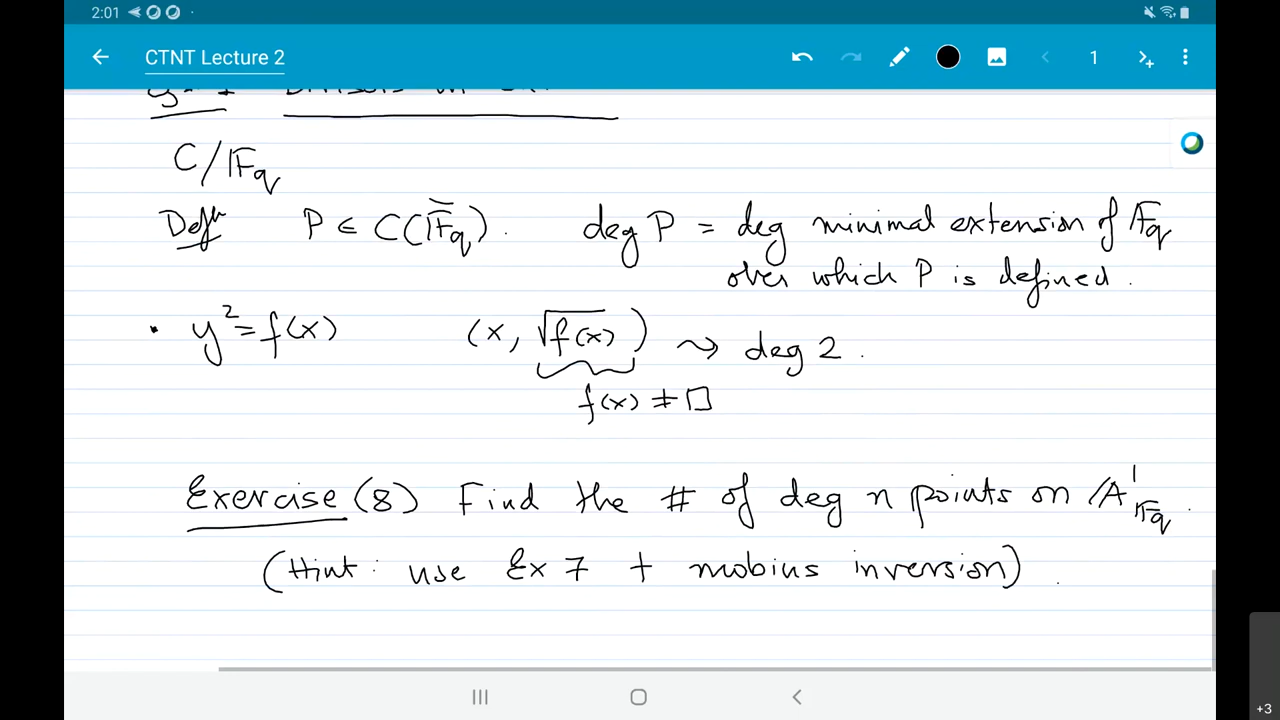 2:01
CTNT Lecture 2
1
C/𝔽q
Defn P ∈ C(𝔽̄q). deg P = deg minimal extension of 𝔽q
over which P is defined.
• y² = f(x) (x, √f(x)) ⇝ deg 2.
f(x) ≠ □
Exercise (8) Find the # of deg n points on 𝔸¹𝔽q.
(Hint: use Ex 7 + mobius inversion).
+3